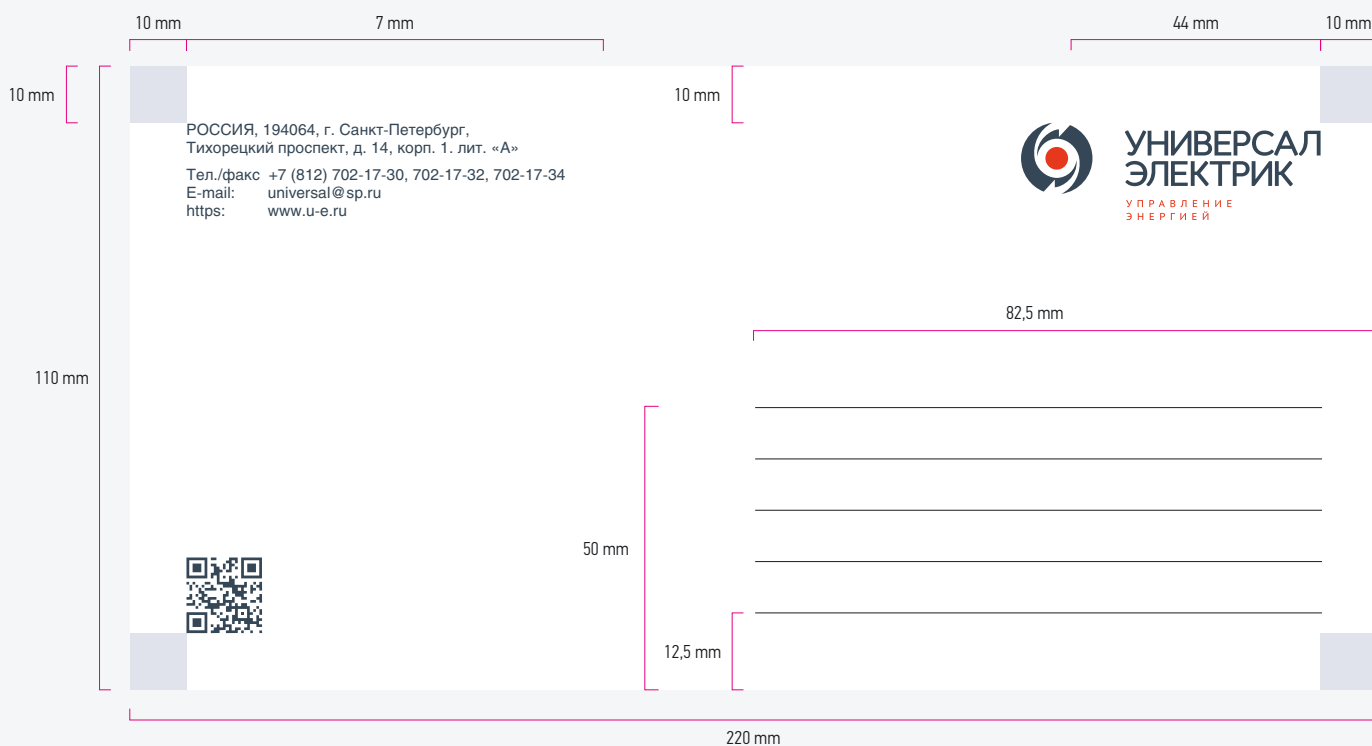 10 mm
7 mm
44 mm
10 mm
10 mm
10 mm
РОССИЯ, 194064, г. Санкт-Петербург,
Тихорецкий проспект, д. 14, корп. 1. лит. «А»
Тел./факс +7 (812) 702-17-30, 702-17-32, 702-17-34
E-mail: universal@sp.ru
https: www.u-e.ru
УНИВЕРСАЛ
ЭЛЕКТРИК
УПРАВЛЕНИЕ
ЭНЕРГИЕЙ
82,5 mm
110 mm
50 mm
12,5 mm
220 mm